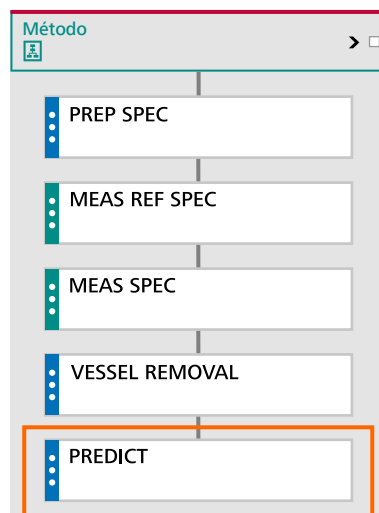 Método
PREP SPEC
MEAS REF SPEC
MEAS SPEC
VESSEL REMOVAL
PREDICT